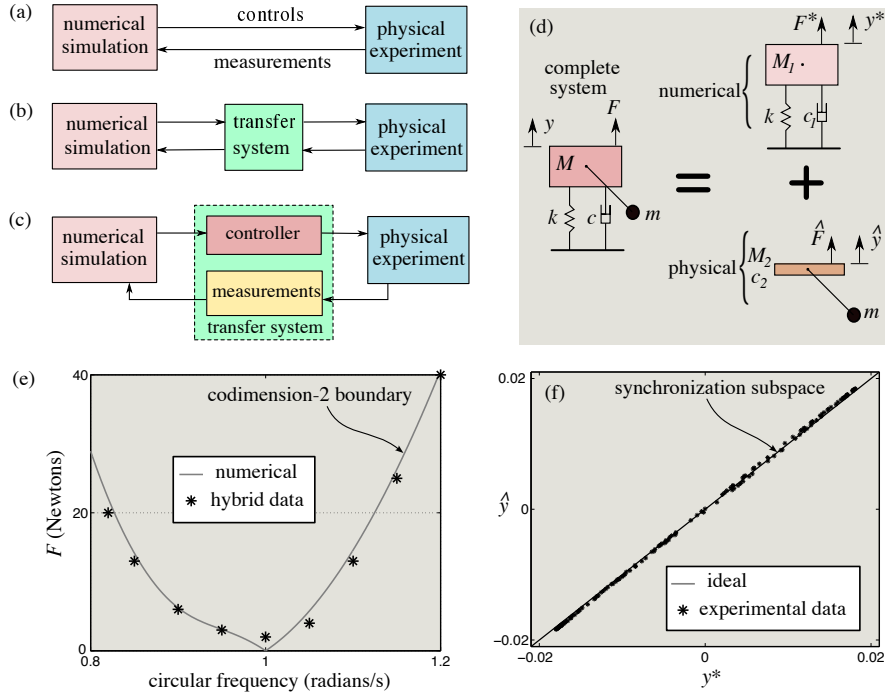 (a)
numerical
simulation
controls
measurements
physical
experiment
(b)
numerical
simulation
transfer
system
physical
experiment
(c)
numerical
simulation
controller
measurements
transfer system
physical
experiment
(d)
complete
system
y
F
M
k
c
m
=
numerical
F*
y*
M1
k
c1
+
physical
M2
c2
F̂
ŷ
m
(e)
codimension-2 boundary
numerical
hybrid data
F (Newtons)
40
20
0
0.8
1
1.2
circular frequency (radians/s)
(f)
synchronization subspace
ideal
experimental data
ŷ
0.02
0
−0.02
−0.02
0
0.02
y*